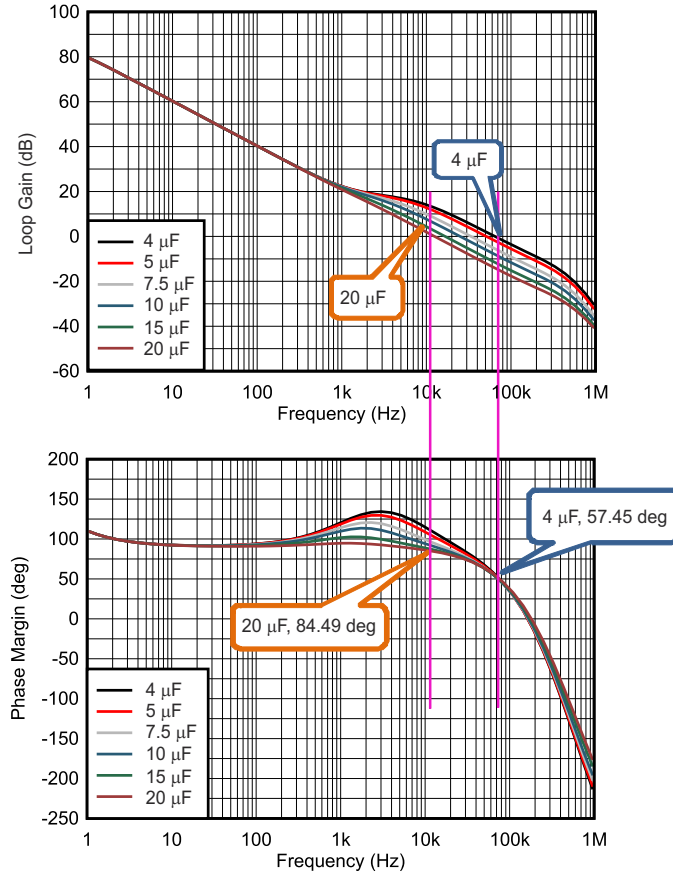 100
80
60
40
20
0
-20
-40
-60
Loop Gain (dB)
4 μF
20 μF
4 μF
5 μF
7.5 μF
10 μF
15 μF
20 μF
1 10 100 1k 10k 100k 1M
Frequency (Hz)
200
150
100
50
0
-50
-100
-150
-200
-250
Phase Margin (deg)
4 μF, 57.45 deg
20 μF, 84.49 deg
4 μF
5 μF
7.5 μF
10 μF
15 μF
20 μF
1 10 100 1k 10k 100k 1M
Frequency (Hz)